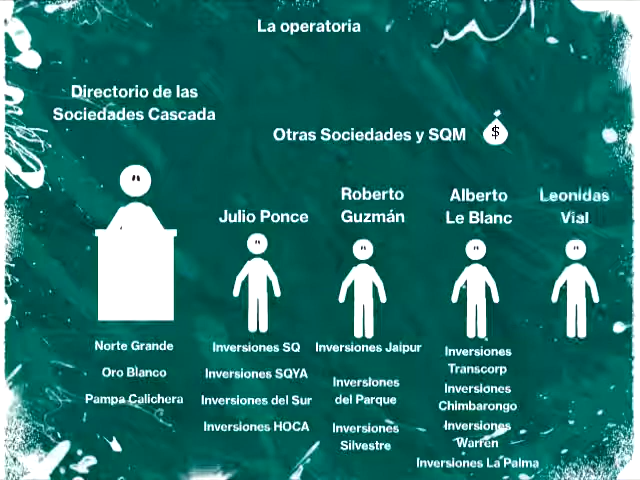 La operatoria
Directorio de las
Sociedades Cascada
Otras Sociedades y SQM
$
Julio Ponce
Roberto
Guzmán
Alberto
Le Blanc
Leonidas
Vial
Norte Grande
Oro Blanco
Pampa Calichera
Inversiones SQ
Inversiones SQYA
Inversiones del Sur
Inversiones HOCA
Inversiones Jaipur
Inversiones
del Parque
Inversiones
Silvestre
Inversiones
Transcorp
Inversiones
Chimbarongo
Inversiones
Warren
Inversiones La Palma